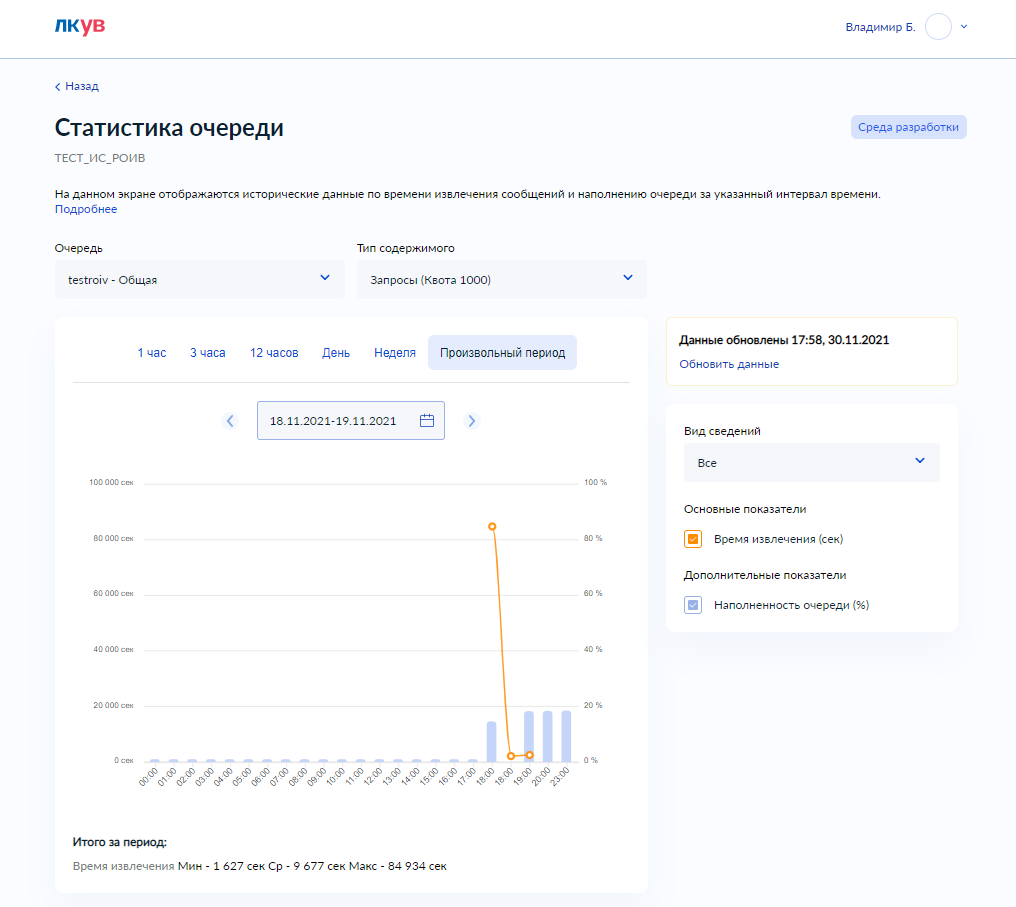 ЛКУВ
Владимир Б.
Назад
Статистика очереди
Среда разработки
ТЕСТ_ИС_РОИВ
На данном экране отображаются исторические данные по времени извлечения сообщений и наполнению очереди за указанный интервал времени.
Подробнее
Очередь
Тип содержимого
testroiv - Общая
Запросы (Квота 1000)
1 час 3 часа 12 часов День Неделя Произвольный период
18.11.2021-19.11.2021
100 000 сек 100 %
80 000 сек 80 %
60 000 сек 60 %
40 000 сек 40 %
20 000 сек 20 %
0 сек 0 %
00:00 01:00 02:00 03:00 04:00 05:00 06:00 07:00 08:00 09:00 10:00 11:00 12:00 13:00 14:00 15:00 16:00 17:00 18:00 18:00 19:00 20:00 23:00
Итого за период:
Время извлечения Мин - 1 627 сек Ср - 9 677 сек Макс - 84 934 сек
Данные обновлены 17:58, 30.11.2021
Обновить данные
Вид сведений
Все
Основные показатели
Время извлечения (сек)
Дополнительные показатели
Наполненность очереди (%)